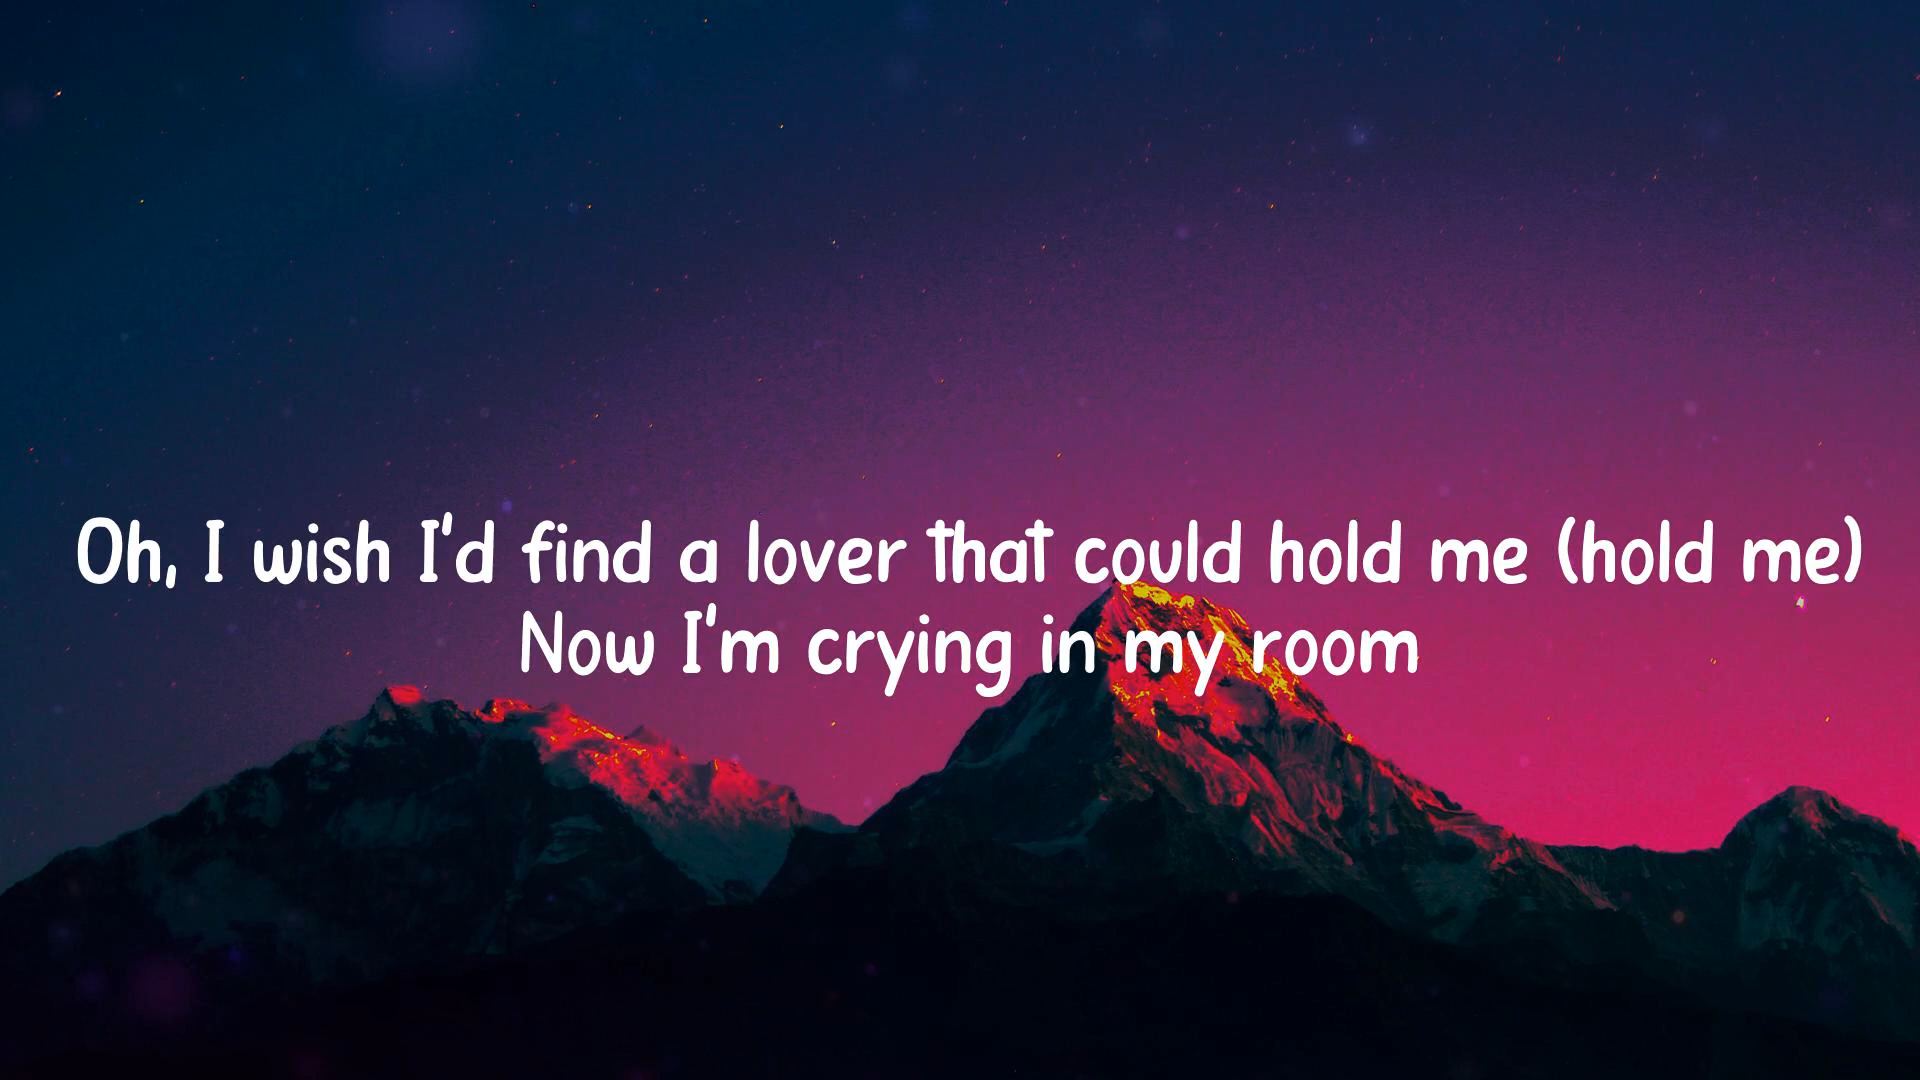 Oh, I wish I'd find a lover that could hold me (hold me)
Now I'm crying in my room